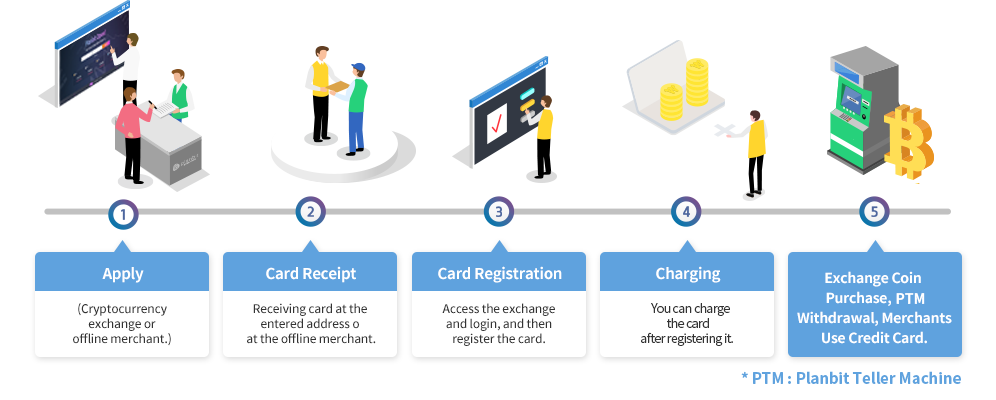 1
2
3
4
5
Apply
(Cryptocurrency
exchange or
offline merchant.)
Card Receipt
Receiving card at the
entered address o
at the offline merchant.
Card Registration
Access the exchange
and login, and then
register the card.
Charging
You can charge
the card
after registering it.
Exchange Coin
Purchase, PTM
Withdrawal, Merchants
Use Credit Card.
* PTM : Planbit Teller Machine